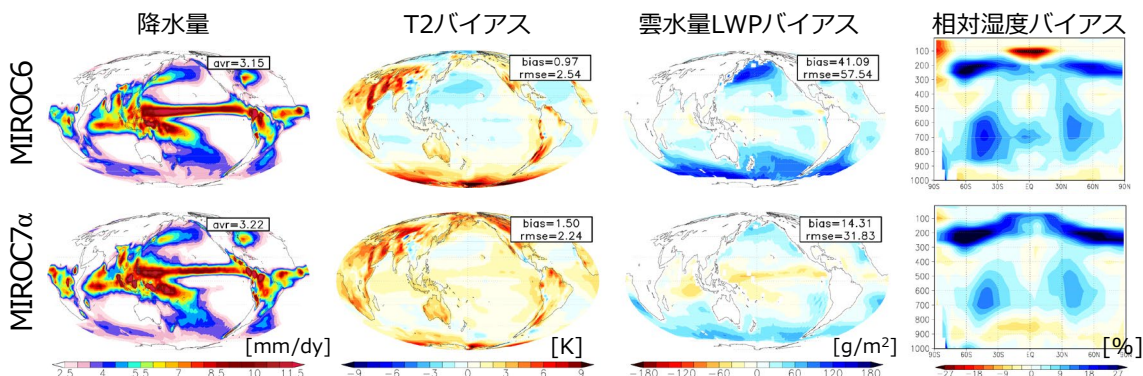 降水量
T2バイアス
雲水量LWPバイアス
相対湿度バイアス
MIROC6
avr=3.15
bias=0.97
rmse=2.54
bias=41.09
rmse=57.54
100
200
300
400
500
600
700
800
900
1000
90S 60S 30S EQ 30N 60N 90N
MIROC7α
avr=3.22
bias=1.50
rmse=2.24
bias=14.31
rmse=31.83
100
200
300
400
500
600
700
800
900
1000
90S 60S 30S EQ 30N 60N 90N
[mm/dy]
[K]
[g/m²]
[%]
2.5 4 5.5 7 8.5 10 11.5
-9 -6 -3 0 3 6 9
-180 -120 -60 0 60 120 180
-27 -18 -9 0 9 18 27